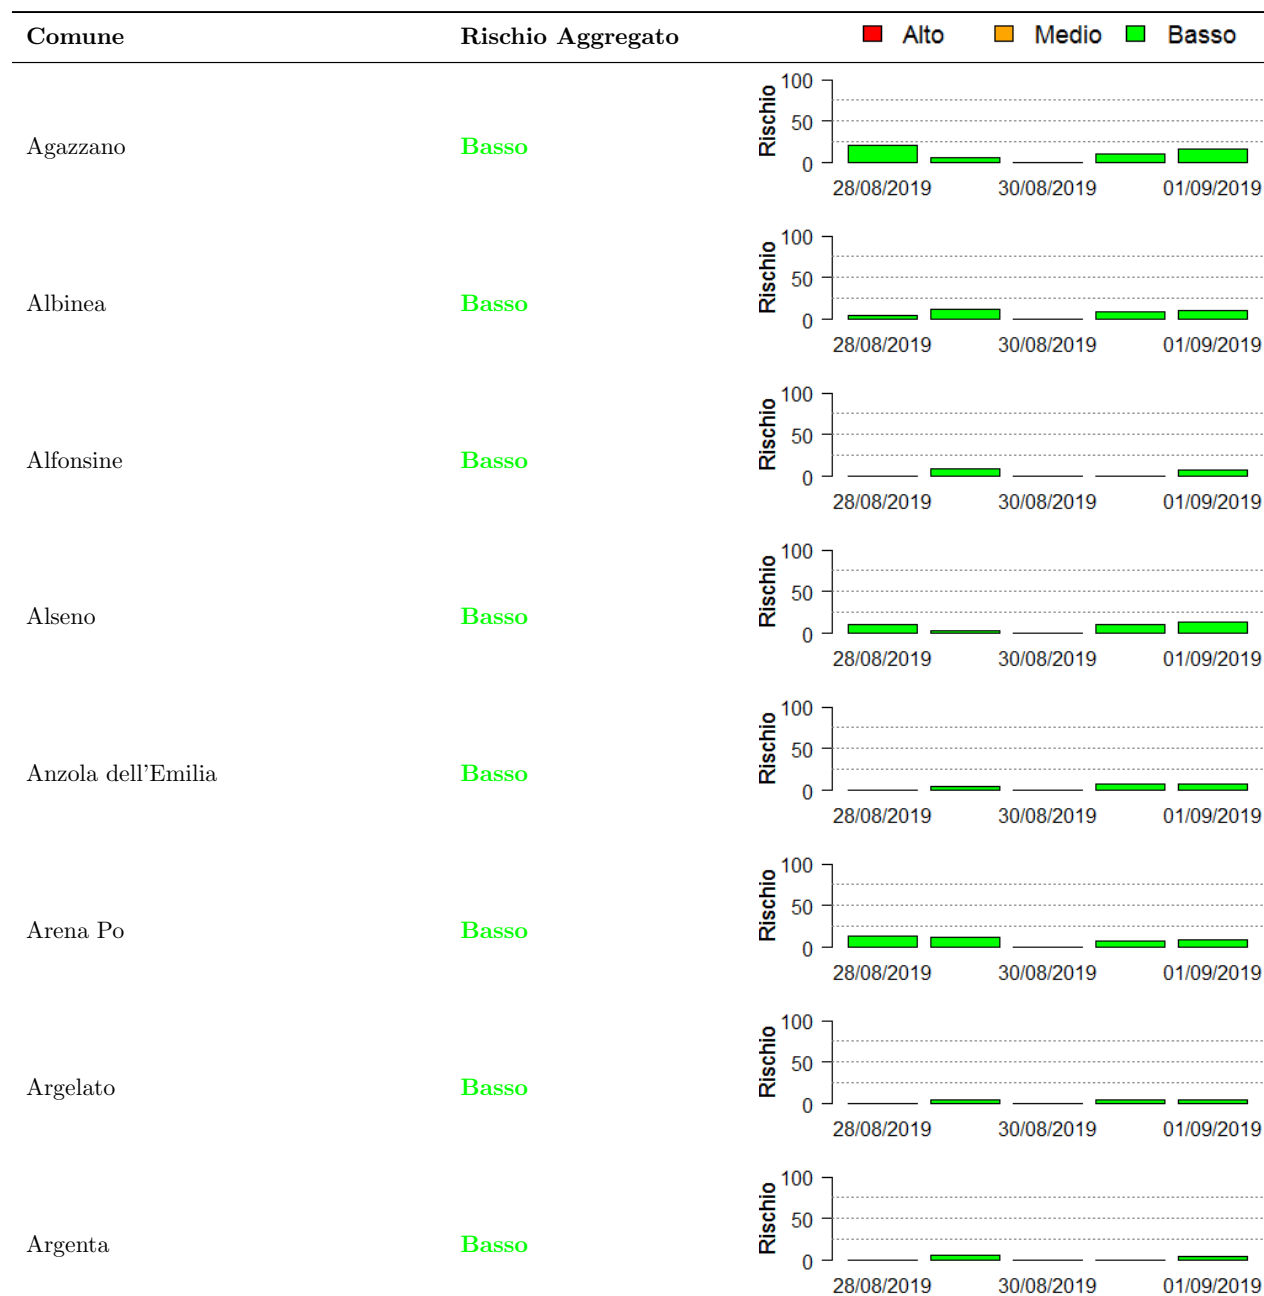 Comune Rischio Aggregato Alto Medio Basso
100
50
0
Rischio
Agazzano Basso
28/08/2019 30/08/2019 01/09/2019
100
50
0
Rischio
Albinea Basso
28/08/2019 30/08/2019 01/09/2019
100
50
0
Rischio
Alfonsine Basso
28/08/2019 30/08/2019 01/09/2019
100
50
0
Rischio
Alseno Basso
28/08/2019 30/08/2019 01/09/2019
100
50
0
Rischio
Anzola dell'Emilia Basso
28/08/2019 30/08/2019 01/09/2019
100
50
0
Rischio
Arena Po Basso
28/08/2019 30/08/2019 01/09/2019
100
50
0
Rischio
Argelato Basso
28/08/2019 30/08/2019 01/09/2019
100
50
0
Rischio
Argenta Basso
28/08/2019 30/08/2019 01/09/2019